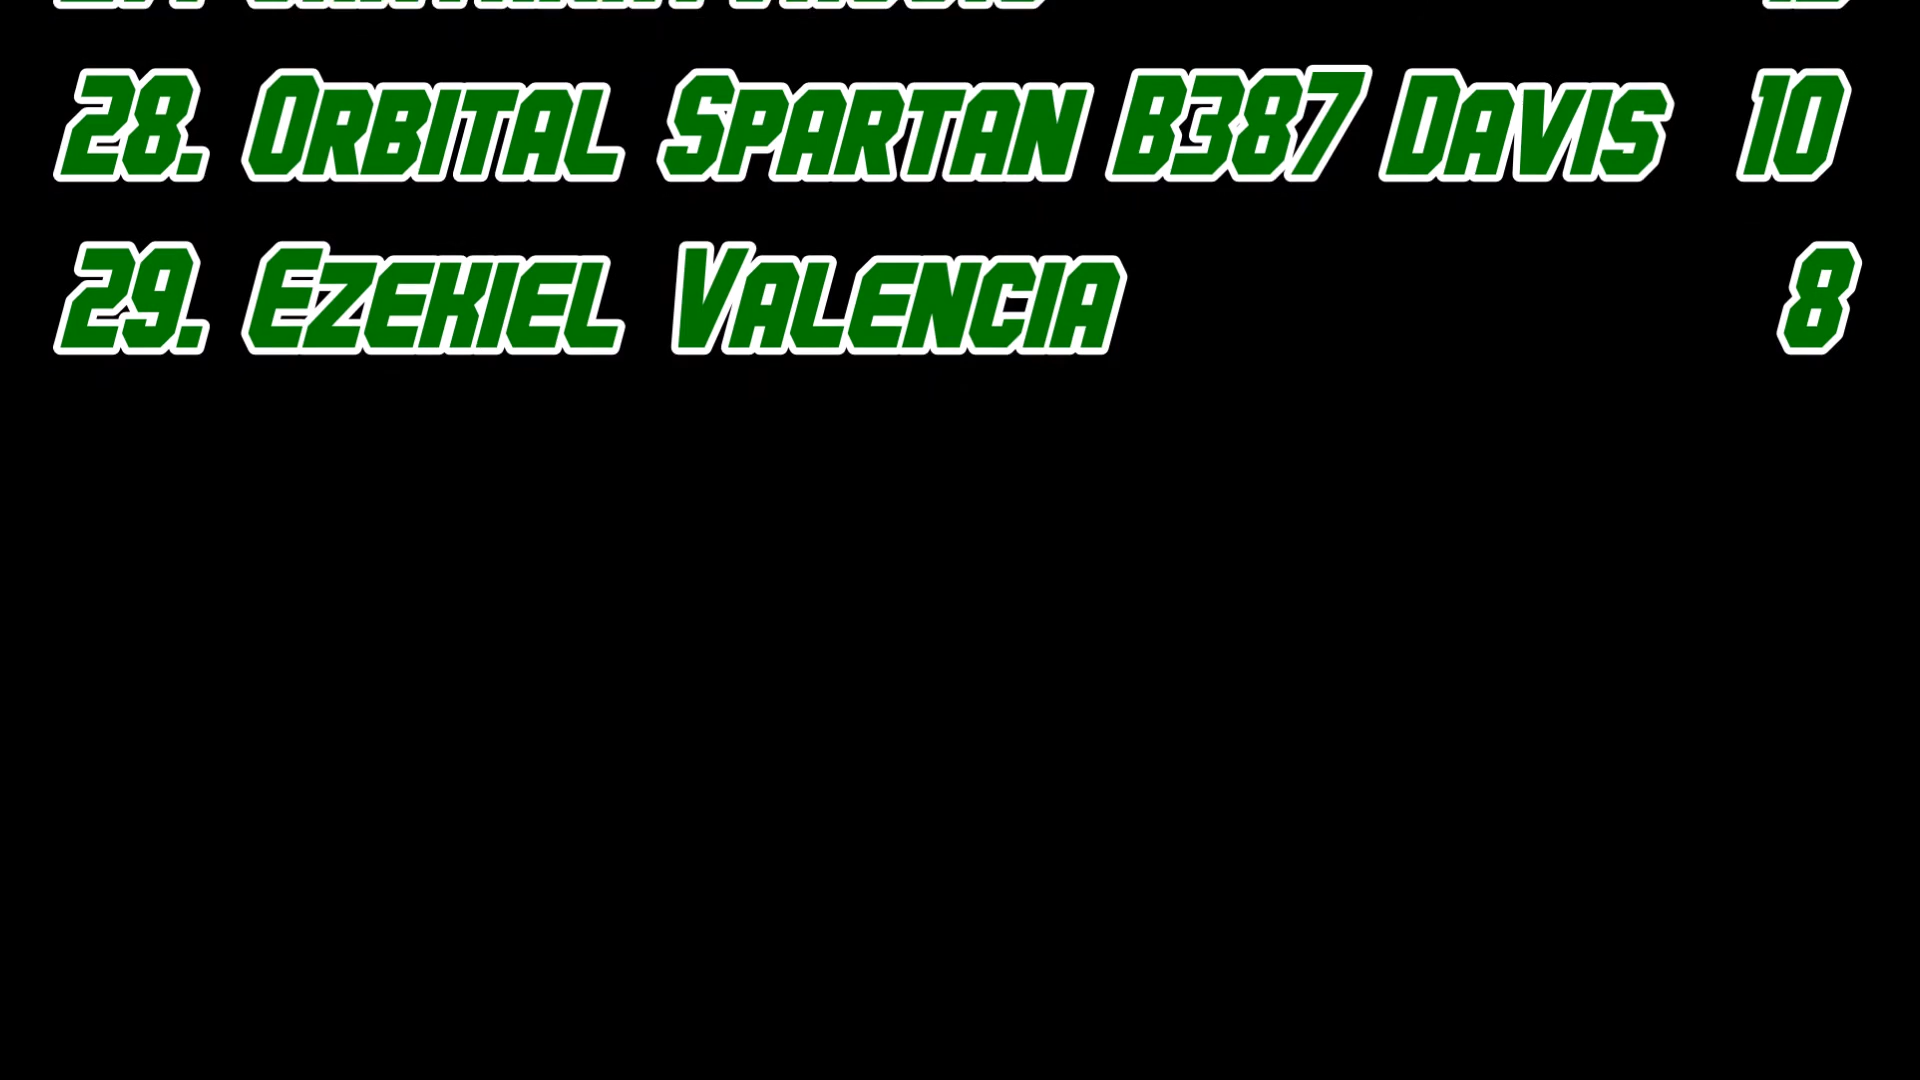 28. Orbital Spartan B387 Davis 10
29. Ezekiel Valencia 8